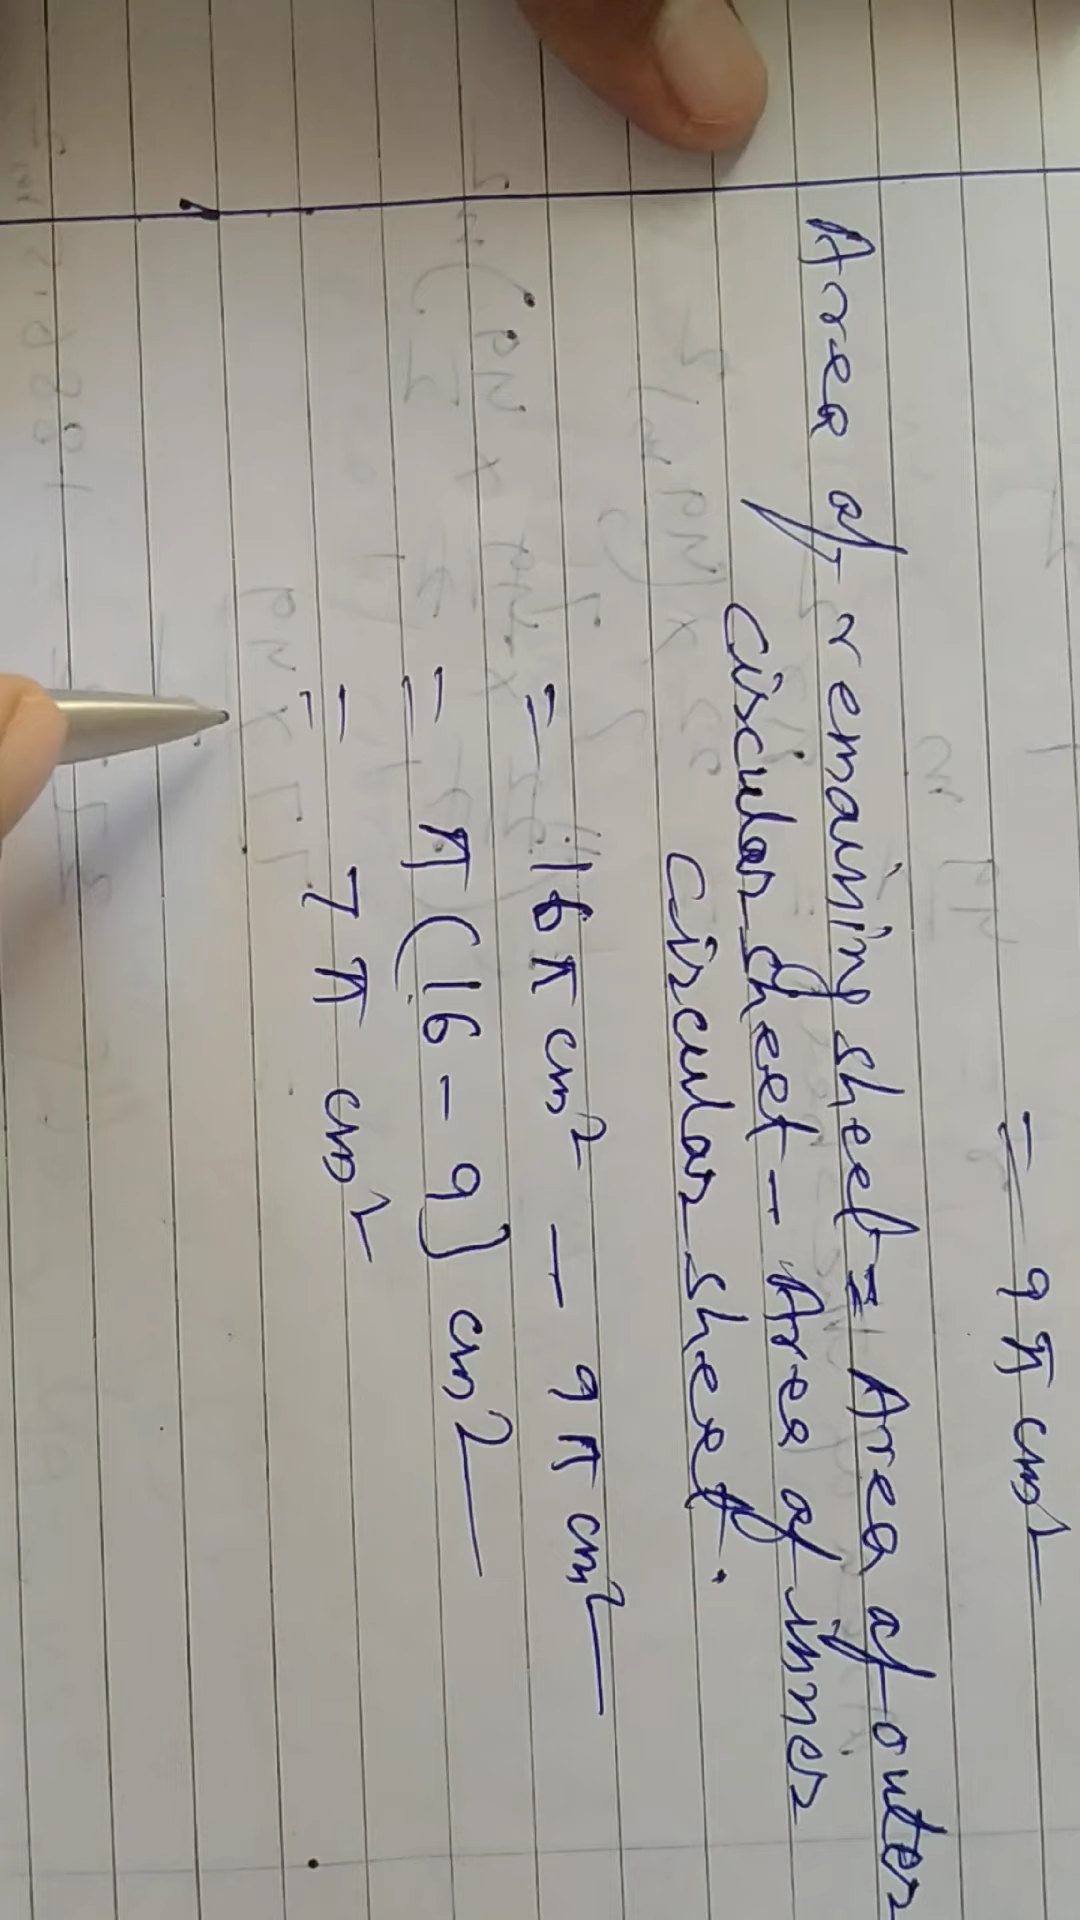 = 9π cm²
Area of remaining sheet = Area of outer
circular sheet - Area of inner
circular sheet.
= 16π cm² - 9π cm²
= π(16 - 9) cm²
= 7π cm²
=